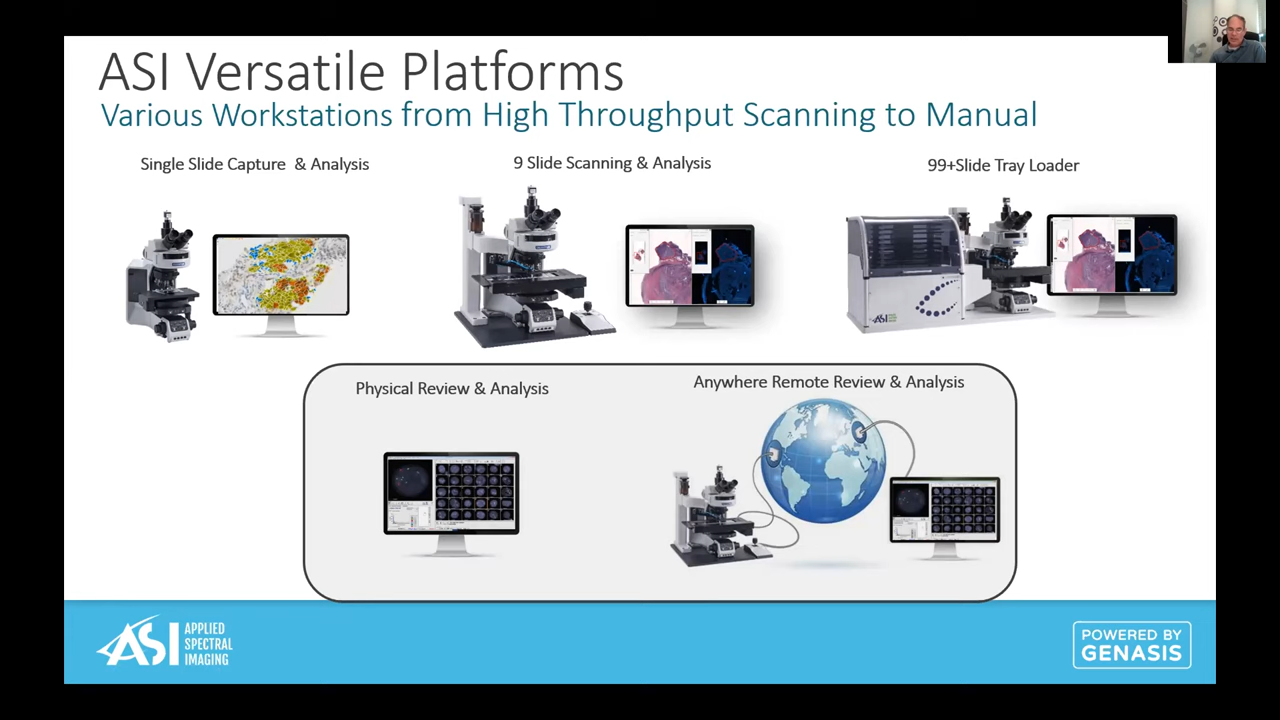 ASI Versatile Platforms
Various Workstations from High Throughput Scanning to Manual
Single Slide Capture & Analysis
9 Slide Scanning & Analysis
99+Slide Tray Loader
ASI
Physical Review & Analysis
Anywhere Remote Review & Analysis
ASI
APPLIED
SPECTRAL
IMAGING
POWERED BY
GENASIS